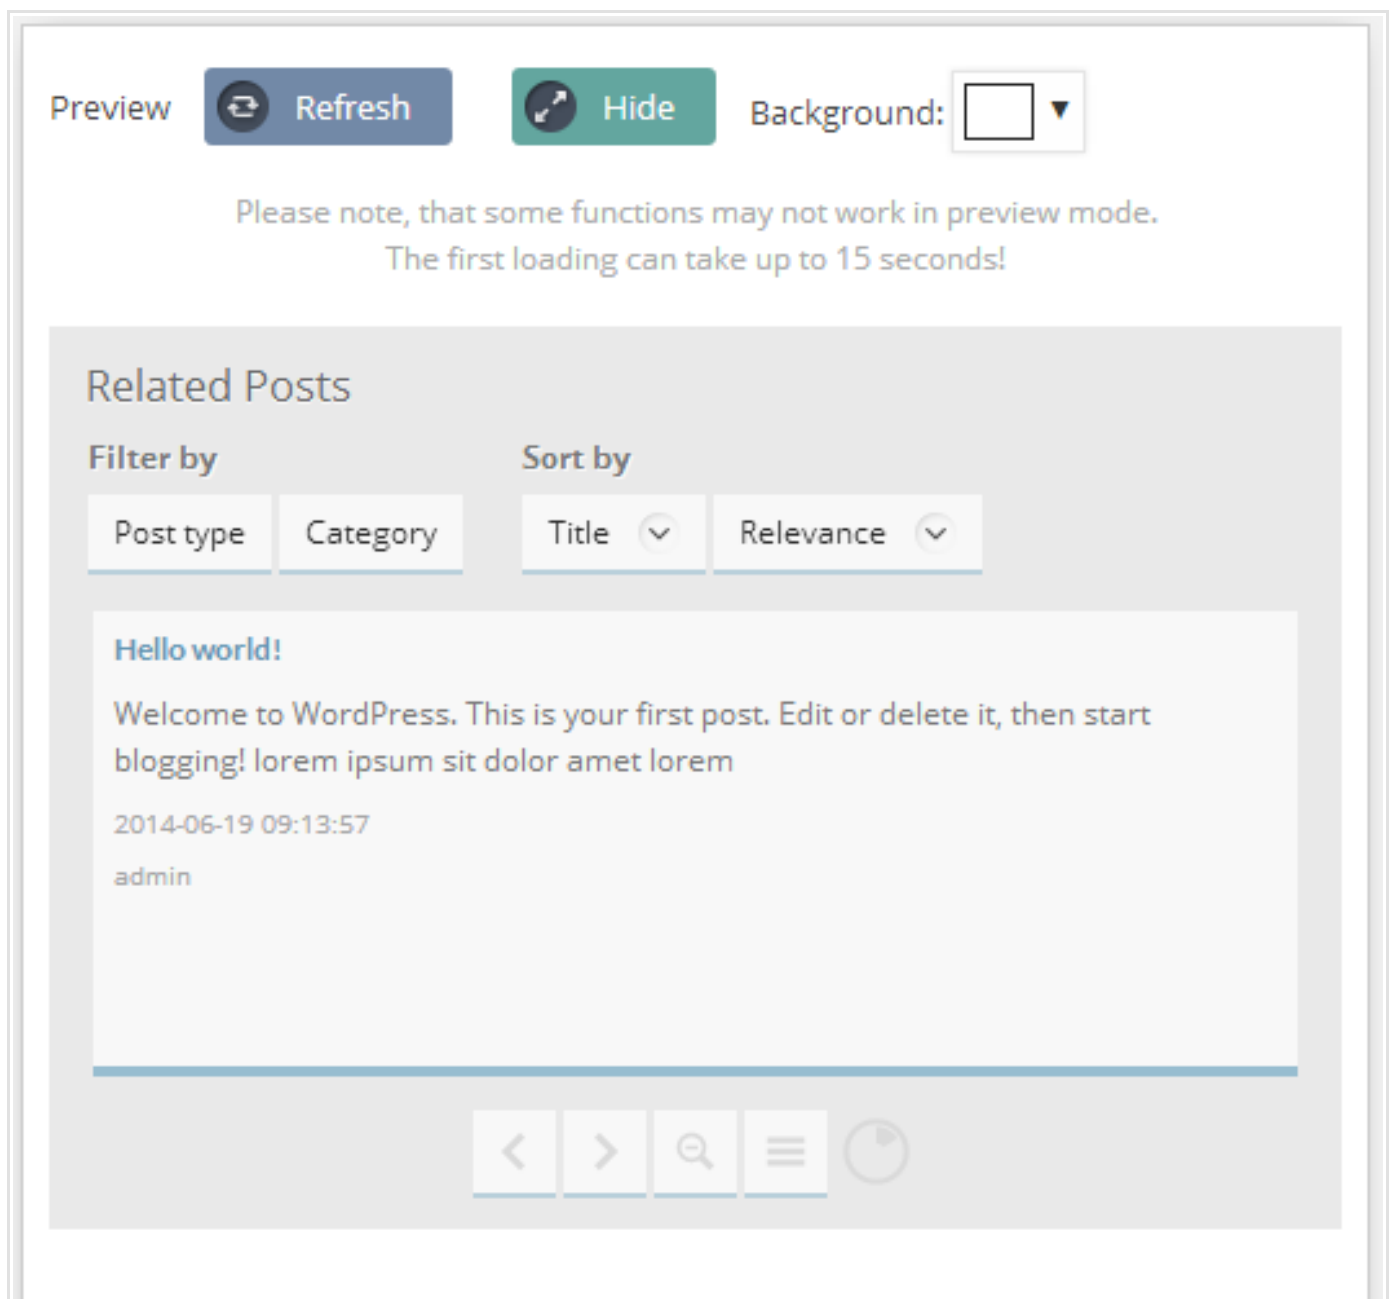 Preview Refresh Hide Background:
Please note, that some functions may not work in preview mode.
The first loading can take up to 15 seconds!
Related Posts
Filter by Sort by
Post type Category Title Relevance
Hello world!
Welcome to WordPress. This is your first post. Edit or delete it, then start
blogging! lorem ipsum sit dolor amet lorem
2014-06-19 09:13:57
admin